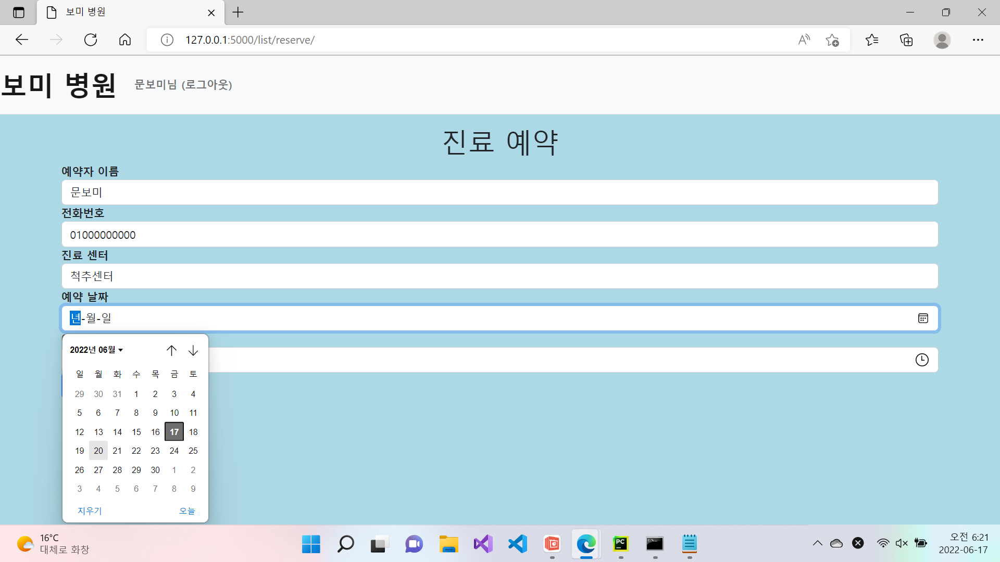 보미 병원
127.0.0.1:5000/list/reserve/
보미 병원
문보미님 (로그아웃)
진료 예약
예약자 이름
문보미
전화번호
01000000000
진료 센터
척추센터
예약 날짜
년-월-일
2022년 06월
일 월 화 수 목 금 토
29 30 31 1 2 3 4
5 6 7 8 9 10 11
12 13 14 15 16 17 18
19 20 21 22 23 24 25
26 27 28 29 30 1 2
3 4 5 6 7 8 9
지우기 오늘
16°C
대체로 화창
PC
오전 6:21
2022-06-17